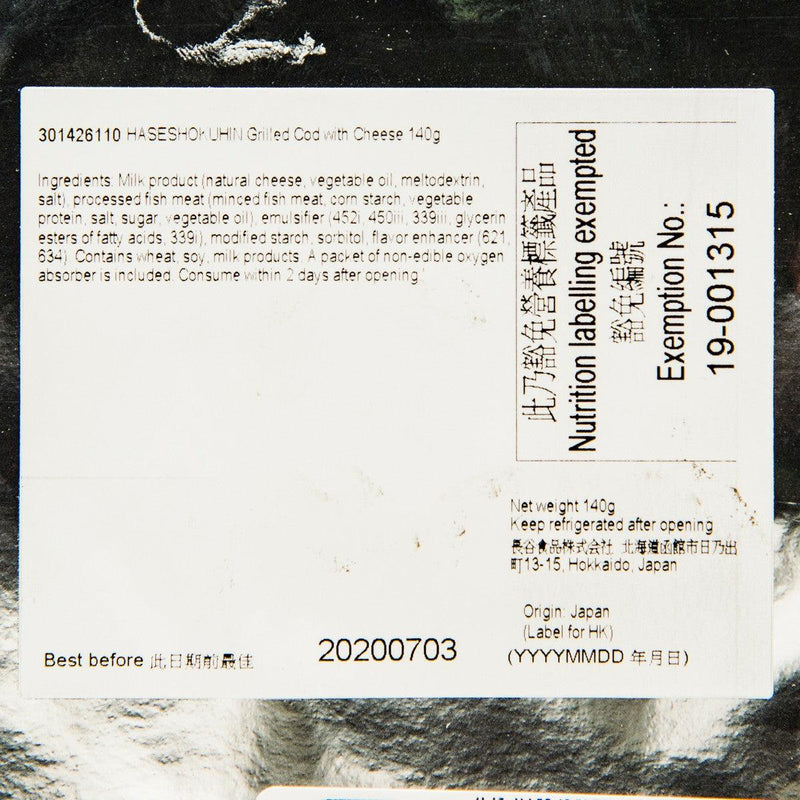 301426110 HASESHOKUHIN Grilled Cod with Cheese 140g
Ingredients: Milk product (natural cheese, vegetable oil, meltodextrin,
salt), processed fish meat (minced fish meat, corn starch, vegetable
protein, salt, sugar, vegetable oil), emulsifier (452i, 450iii, 339iii, glycerin
esters of fatty acids, 339i), modified starch, sorbitol, flavor enhancer (621,
634). Contains wheat, soy, milk products. A packet of non-edible oxygen
absorber is included. Consume within 2 days after opening.
此乃豁免營養標籤產品
Nutrition labelling exempted
豁免編號
Exemption No.:
19-001315
Net weight 140g
Keep refrigerated after opening
長谷食品株式会社 北海道函館市日乃出
町13-15, Hokkaido, Japan
Origin: Japan
(Label for HK)
Best before 此日期前最佳 20200703 (YYYYMMDD 年月日)